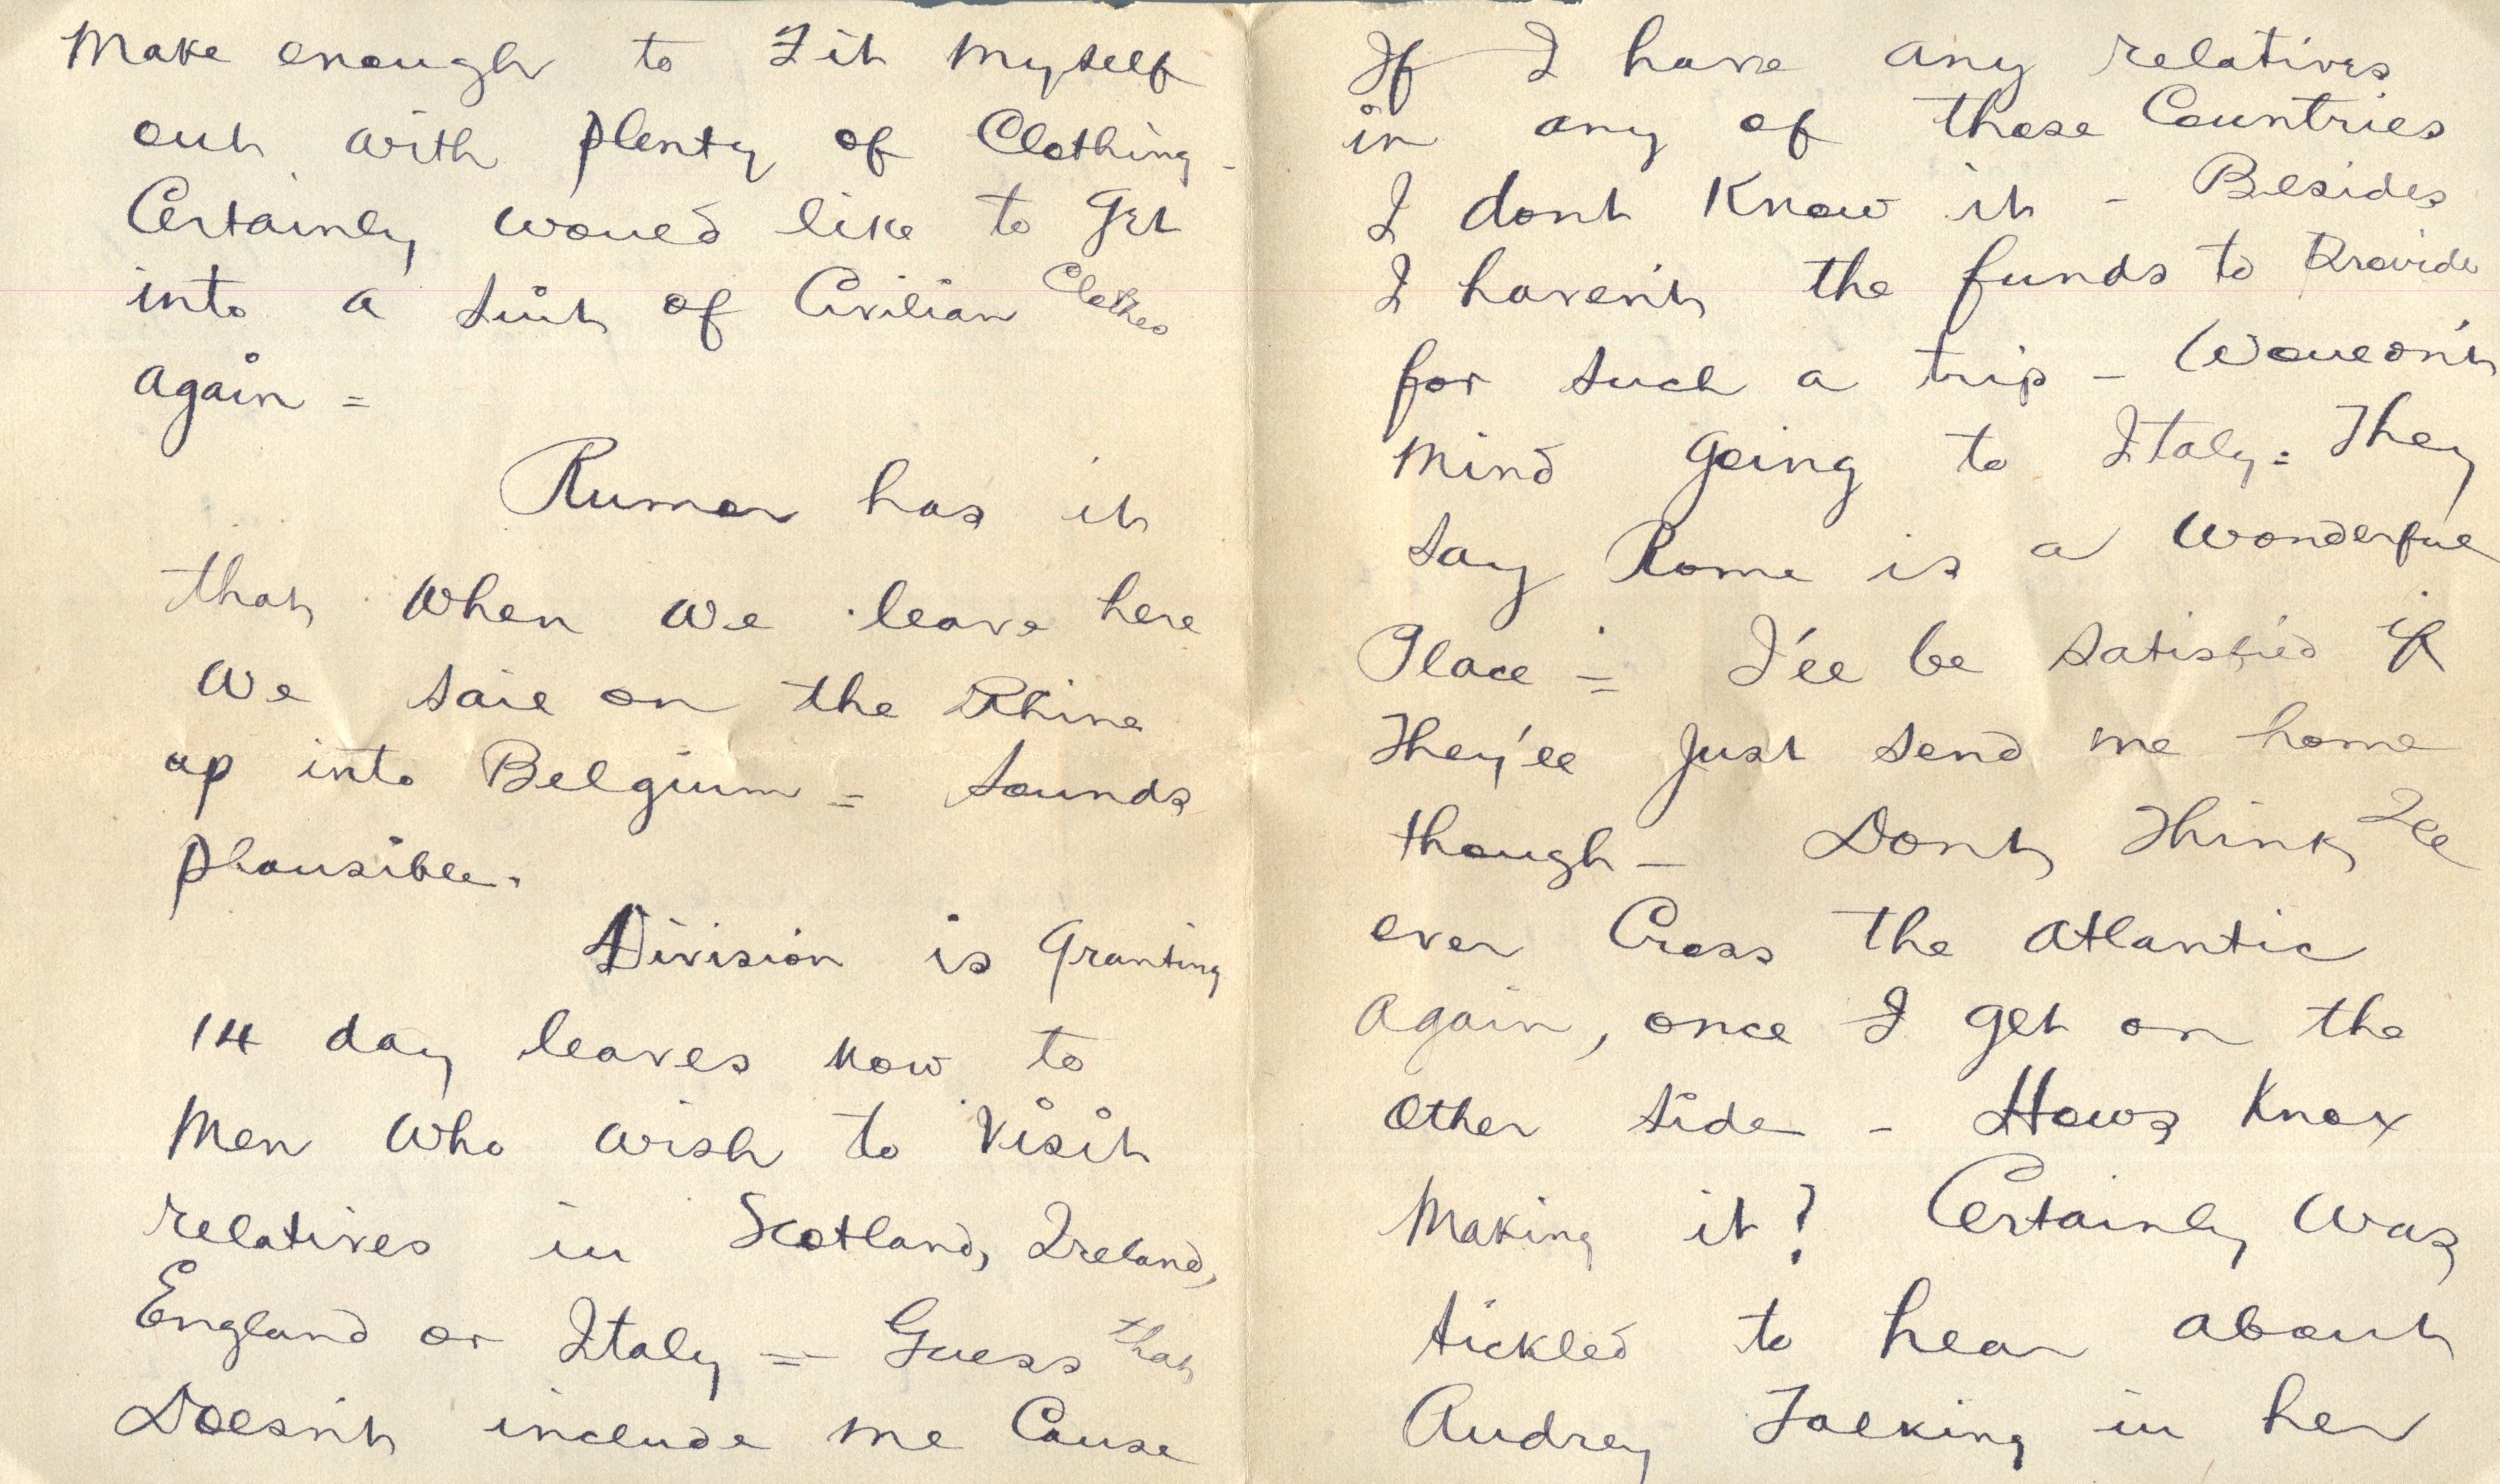 Make enough to Fit Myself
out with plenty of Clothing -
Certainly would like to Get
into a suit of Civilian Clothes
again =
Rumor has it
that when we leave here
We sail on the Rhine
up into Belgium = Sounds
plausible.
Division is Granting
14 day leaves now to
Men who wish to Visit
relatives in Scotland, Ireland,
England or Italy = Guess that
Doesn't include me Cause
If I have any relatives
in any of those Countries
I dont Know it - Besides
I haven't the funds to Provide
for such a trip - Wouldn't
Mind Going to Italy = They
say Rome is a Wonderful
Place = I'll be satisfied if
They'll Just send me home
though - Dont Think I'll
ever Cross the Atlantic
Again, once I get on the
Other side - Hows Knox
Making it? Certainly was
tickled to hear about
Audrey Talking in her